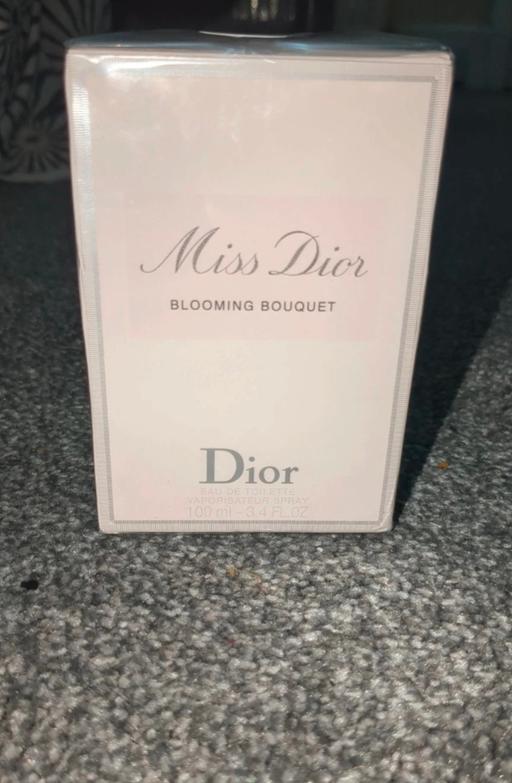 Miss Dior
BLOOMING BOUQUET
Dior
EAU DE TOILETTE
VAPORISATEUR SPRAY
100 ml - 3.4 FL.OZ